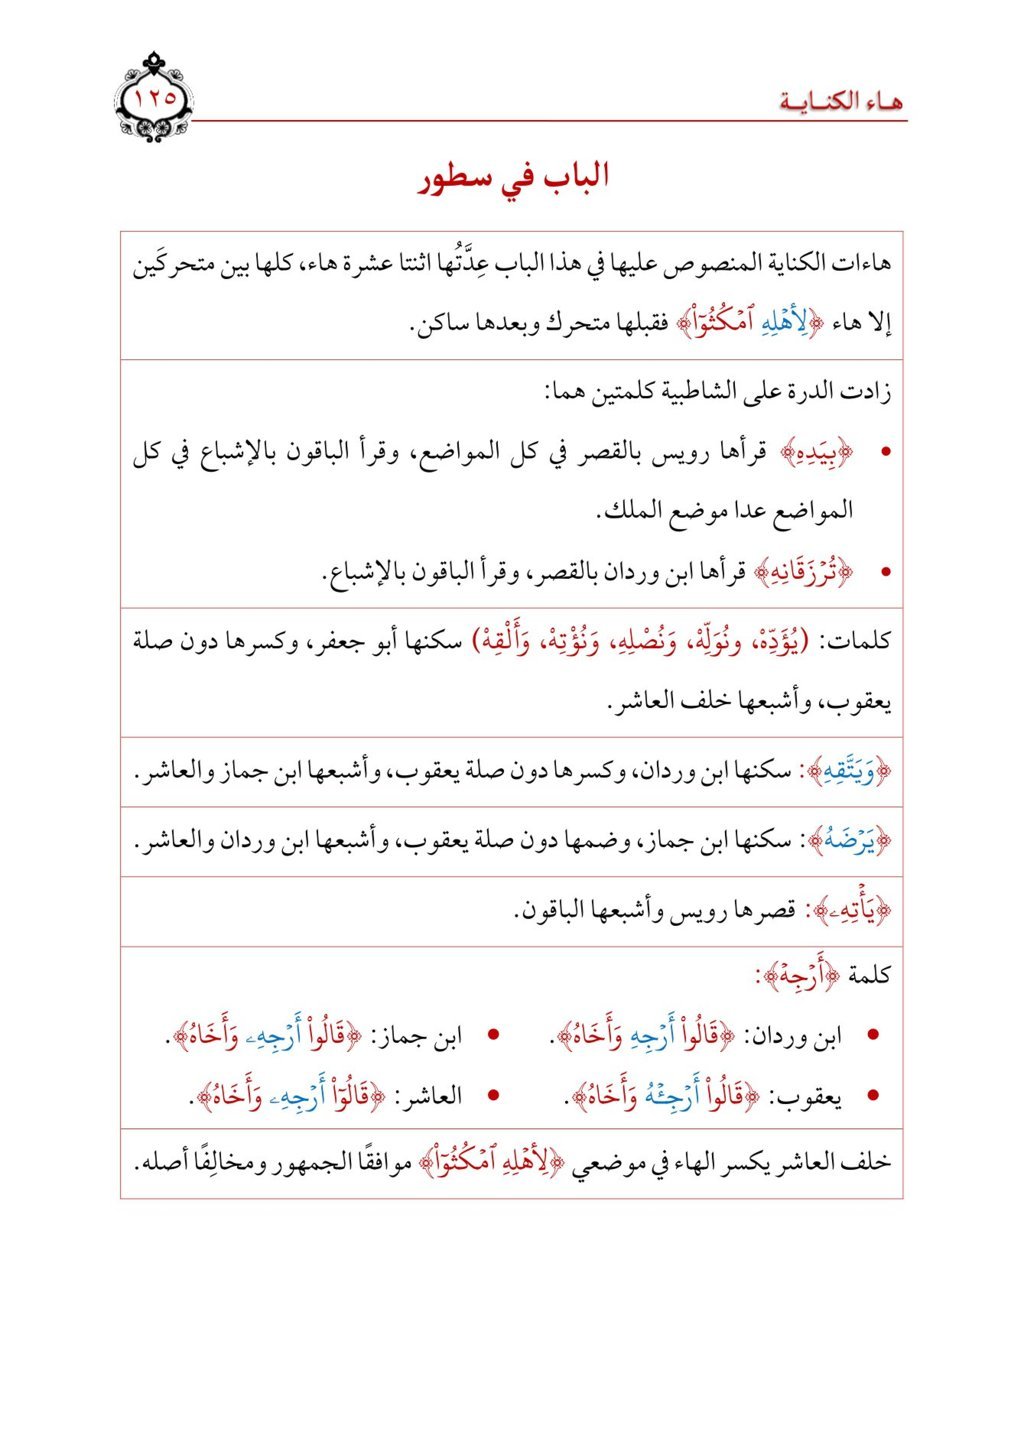 هاء الكناية
١٢٥
الباب في سطور
هاءات الكناية المنصوص عليها في هذا الباب عِدَّتُها اثنتا عشرة هاء، كلها بين متحركَين
إلا هاء ﴿لِأَهۡلِهِ ٱمۡكُثُوٓاْ﴾ فقبلها متحرك وبعدها ساكن.
زادت الدرة على الشاطبية كلمتين هما:
• ﴿بِيَدِهِ﴾ قرأها رويس بالقصر في كل المواضع، وقرأ الباقون بالإشباع في كل
المواضع عدا موضع الملك.
• ﴿تُرۡزَقَانِهِ﴾ قرأها ابن وردان بالقصر، وقرأ الباقون بالإشباع.
كلمات: (يُؤَدِّهْ، ونُوَلِّهْ، وَنُصْلِهِ، وَنُؤْتِهْ، وَأَلْقِهْ) سكنها أبو جعفر، وكسرها دون صلة
يعقوب، وأشبعها خلف العاشر.
﴿وَيَتَّقِهِ﴾: سكنها ابن وردان، وكسرها دون صلة يعقوب، وأشبعها ابن جماز والعاشر.
﴿يَرۡضَهُ﴾: سكنها ابن جماز، وضمها دون صلة يعقوب، وأشبعها ابن وردان والعاشر.
﴿يَأۡتِهِۦ﴾: قصرها رويس وأشبعها الباقون.
كلمة ﴿أَرۡجِهۡ﴾:
• ابن وردان: ﴿قَالُواْ أَرۡجِهِ وَأَخَاهُ﴾. • ابن جماز: ﴿قَالُواْ أَرۡجِهِۦ وَأَخَاهُ﴾.
• يعقوب: ﴿قَالُواْ أَرۡجِئۡهُ وَأَخَاهُ﴾. • العاشر: ﴿قَالُوٓاْ أَرۡجِهِۦ وَأَخَاهُ﴾.
خلف العاشر يكسر الهاء في موضعي ﴿لِأَهۡلِهِ ٱمۡكُثُوٓاْ﴾ موافقًا الجمهور ومخالِفًا أصله.